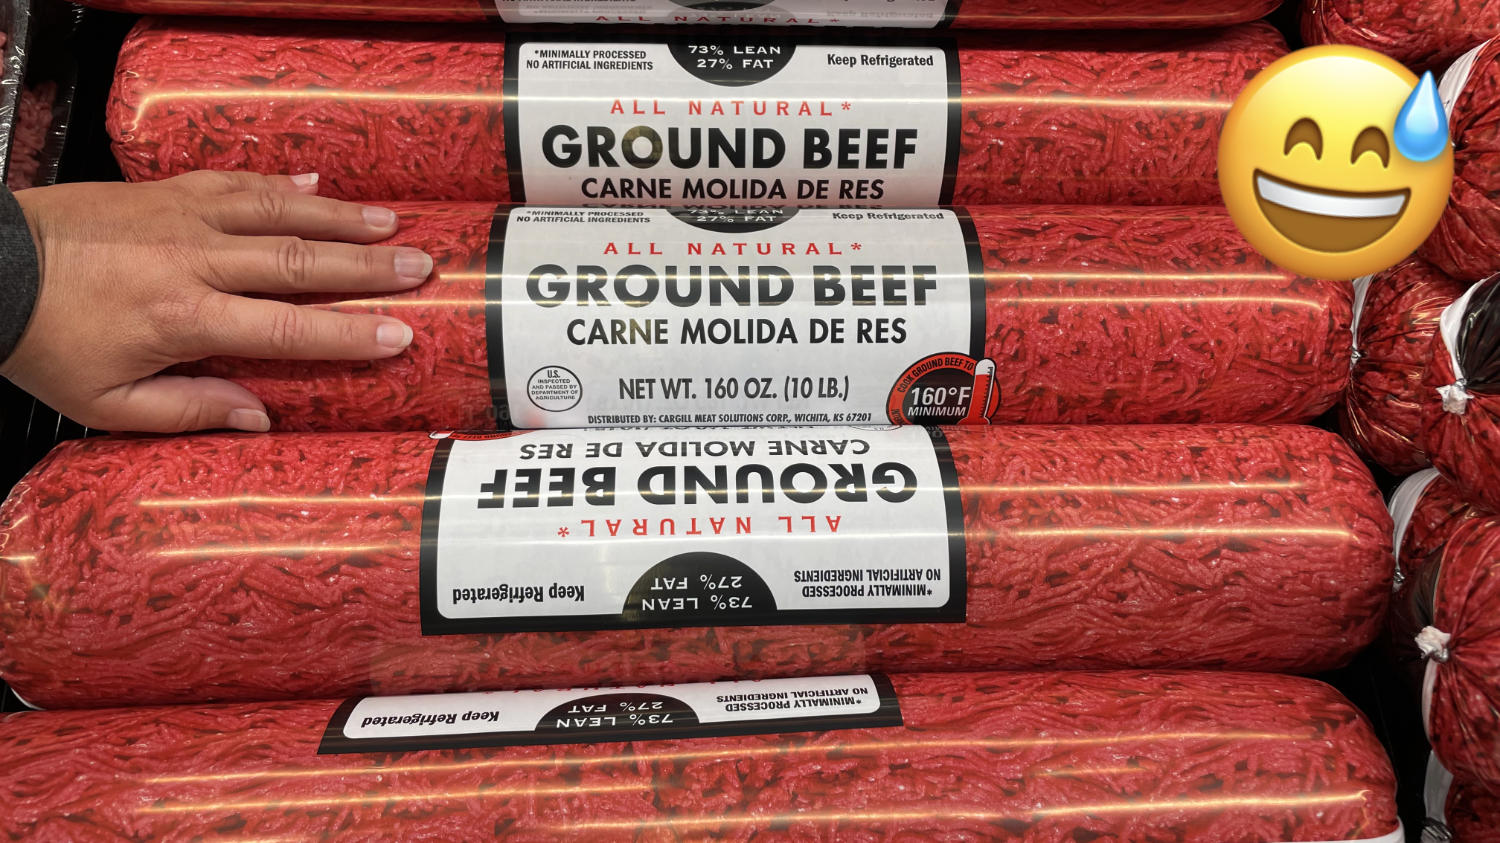 ALL NATURAL*
*MINIMALLY PROCESSED
NO ARTIFICIAL INGREDIENTS
73% LEAN
27% FAT
Keep Refrigerated
ALL NATURAL*
GROUND BEEF
CARNE MOLIDA DE RES
*MINIMALLY PROCESSED
NO ARTIFICIAL INGREDIENTS
73% LEAN
27% FAT
Keep Refrigerated
ALL NATURAL*
GROUND BEEF
CARNE MOLIDA DE RES
U.S.
INSPECTED
AND PASSED BY
DEPARTMENT OF
AGRICULTURE
NET WT. 160 OZ. (10 LB.)
COOK GROUND BEEF TO
160°F
MINIMUM
DISTRIBUTED BY: CARGILL MEAT SOLUTIONS CORP., WICHITA, KS 67201
*MINIMALLY PROCESSED
NO ARTIFICIAL INGREDIENTS
73% LEAN
27% FAT
Keep Refrigerated
ALL NATURAL*
GROUND BEEF
CARNE MOLIDA DE RES
*MINIMALLY PROCESSED
NO ARTIFICIAL INGREDIENTS
73% LEAN
27% FAT
Keep Refrigerated